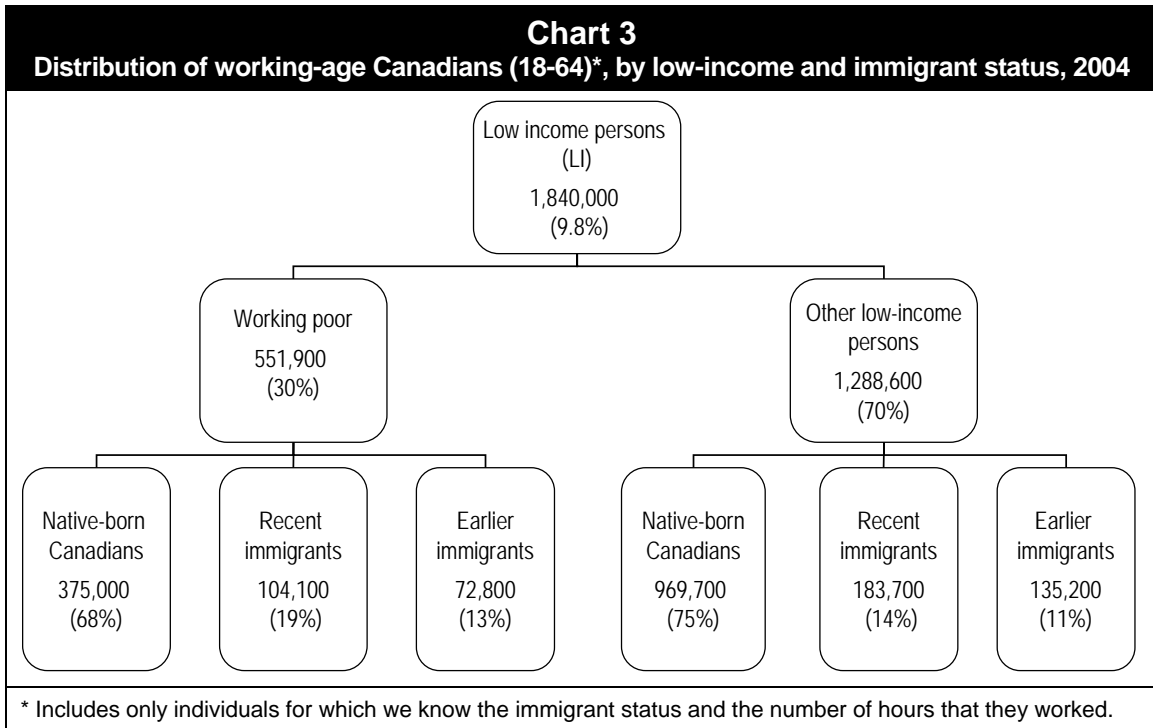 Chart 3
Distribution of working-age Canadians (18-64)*, by low-income and immigrant status, 2004
Low income persons
(LI)
1,840,000
(9.8%)
Working poor
551,900
(30%)
Other low-income
persons
1,288,600
(70%)
Native-born
Canadians
375,000
(68%)
Recent
immigrants
104,100
(19%)
Earlier
immigrants
72,800
(13%)
Native-born
Canadians
969,700
(75%)
Recent
immigrants
183,700
(14%)
Earlier
immigrants
135,200
(11%)
* Includes only individuals for which we know the immigrant status and the number of hours that they worked.